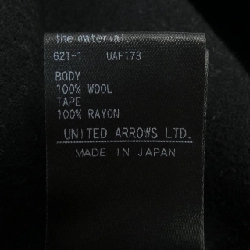 the material
621-1 UAF173
BODY
100% WOOL
TAPE
100% RAYON
UNITED ARROWS LTD.
MADE IN JAPAN